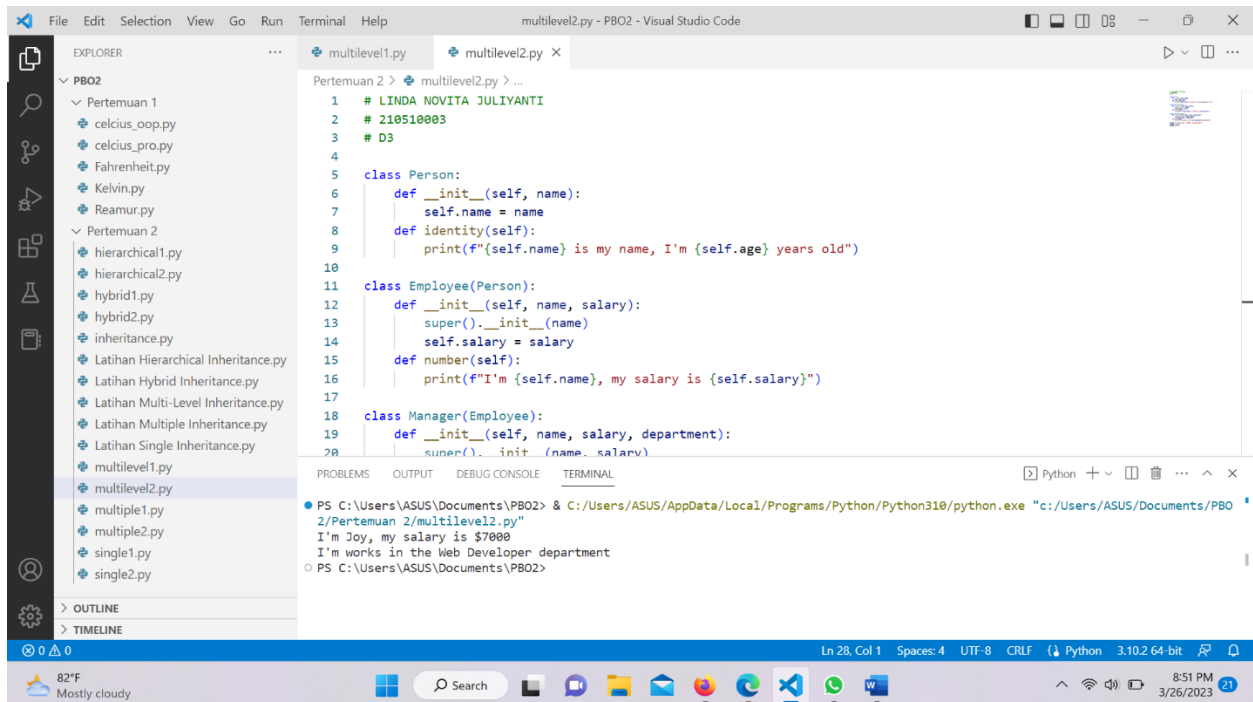 File Edit Selection View Go Run Terminal Help multilevel2.py - PBO2 - Visual Studio Code
EXPLORER
PBO2
Pertemuan 1
celcius_oop.py
celcius_pro.py
Fahrenheit.py
Kelvin.py
Reamur.py
Pertemuan 2
hierarchical1.py
hierarchical2.py
hybrid1.py
hybrid2.py
inheritance.py
Latihan Hierarchical Inheritance.py
Latihan Hybrid Inheritance.py
Latihan Multi-Level Inheritance.py
Latihan Multiple Inheritance.py
Latihan Single Inheritance.py
multilevel1.py
multilevel2.py
multiple1.py
multiple2.py
single1.py
single2.py
OUTLINE
TIMELINE
multilevel1.py multilevel2.py
Pertemuan 2 > multilevel2.py > ...
1 # LINDA NOVITA JULIYANTI
2 # 210510003
3 # D3
4
5 class Person:
6 def __init__(self, name):
7 self.name = name
8 def identity(self):
9 print(f"{self.name} is my name, I'm {self.age} years old")
10
11 class Employee(Person):
12 def __init__(self, name, salary):
13 super().__init__(name)
14 self.salary = salary
15 def number(self):
16 print(f"I'm {self.name}, my salary is {self.salary}")
17
18 class Manager(Employee):
19 def __init__(self, name, salary, department):
20 super().__init__(name, salary)
PROBLEMS OUTPUT DEBUG CONSOLE TERMINAL Python
PS C:\Users\ASUS\Documents\PBO2> & C:/Users/ASUS/AppData/Local/Programs/Python/Python310/python.exe "c:/Users/ASUS/Documents/PBO
2/Pertemuan 2/multilevel2.py"
I'm Joy, my salary is $7000
I'm works in the Web Developer department
PS C:\Users\ASUS\Documents\PBO2>
0 0 Ln 28, Col 1 Spaces: 4 UTF-8 CRLF Python 3.10.2 64-bit
82°F
Mostly cloudy
Search
8:51 PM
3/26/2023
21